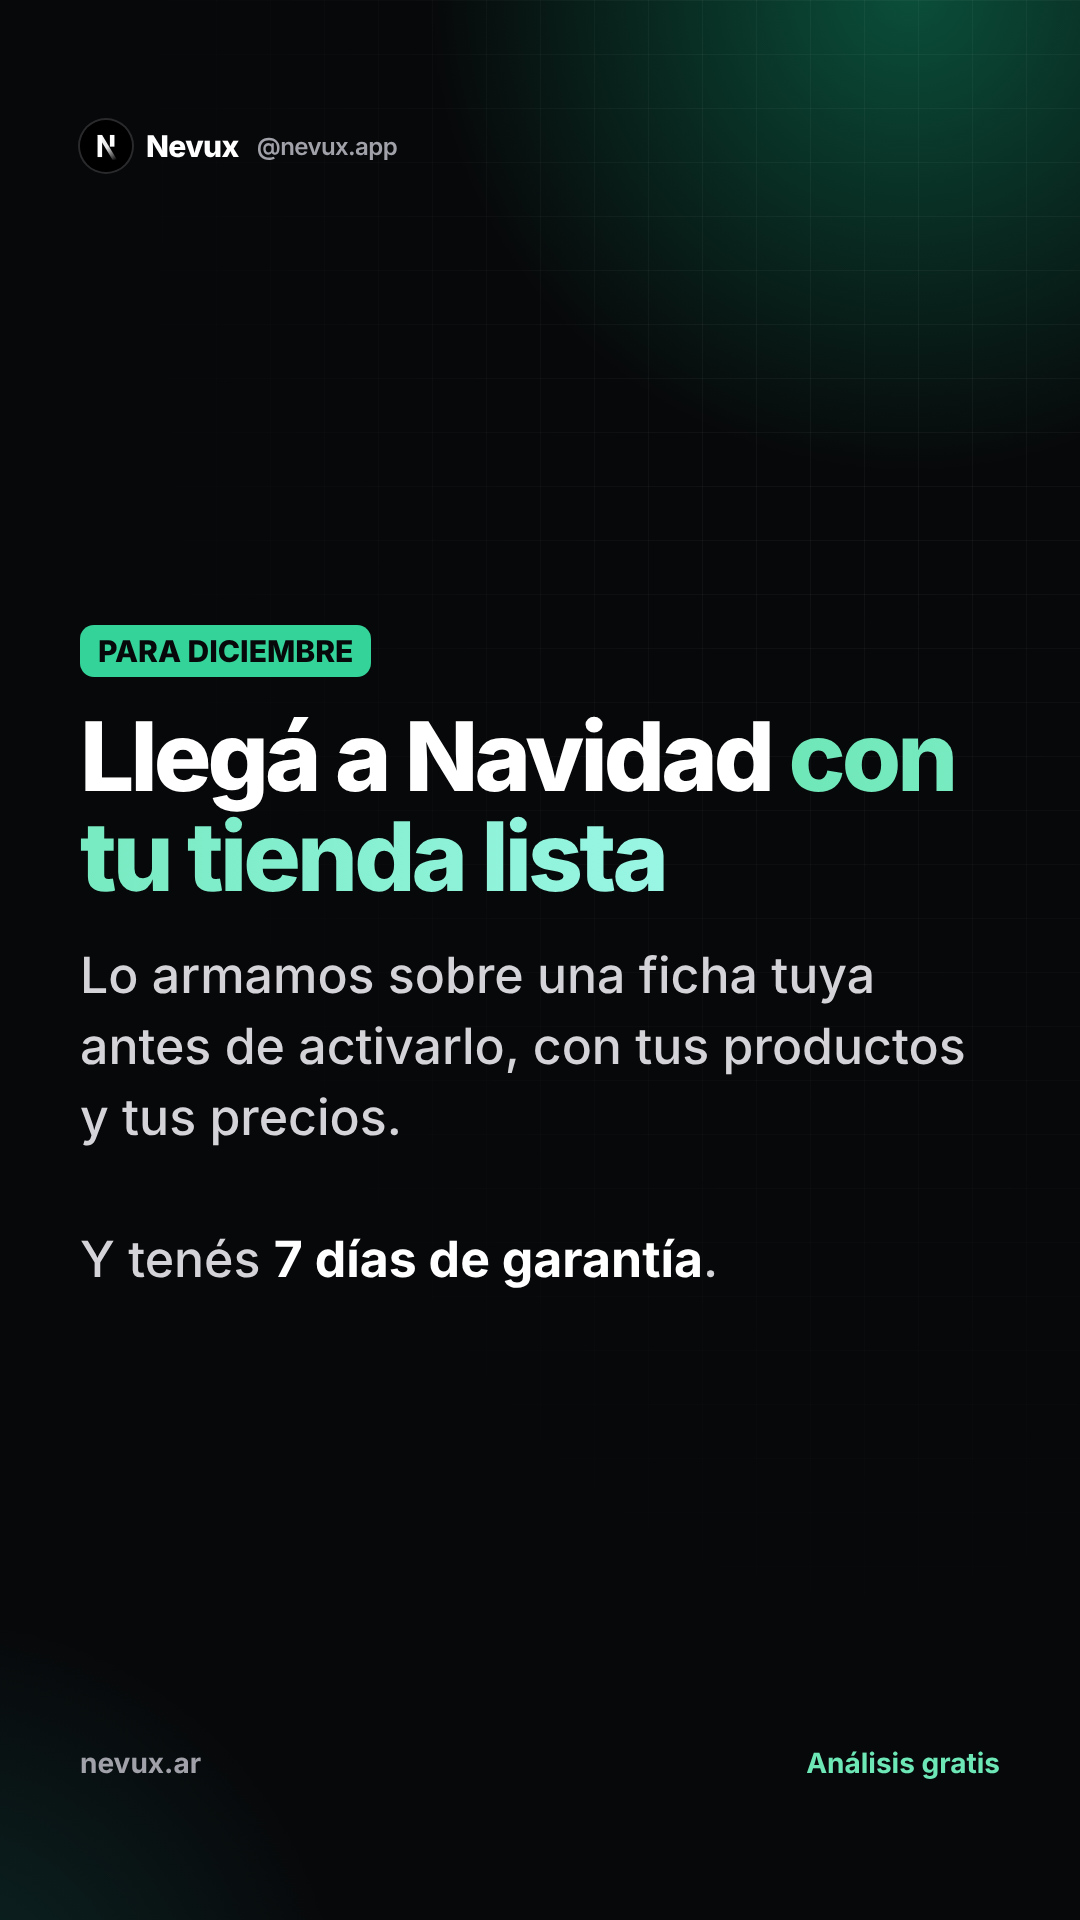 N Nevux @nevux.app
PARA DICIEMBRE
Llegá a Navidad con
tu tienda lista
Lo armamos sobre una ficha tuya
antes de activarlo, con tus productos
y tus precios.
Y tenés 7 días de garantía.
nevux.ar
Análisis gratis